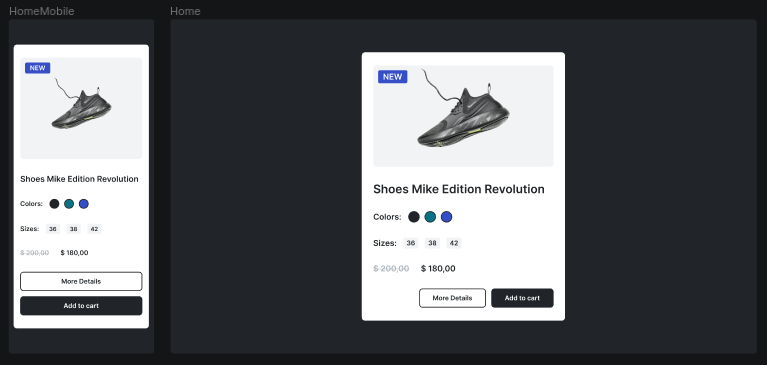 HomeMobile
NEW
Shoes Mike Edition Revolution
Colors:
Sizes: 36 38 42
$ 200,00 $ 180,00
More Details
Add to cart
Home
NEW
Shoes Mike Edition Revolution
Colors:
Sizes: 36 38 42
$ 200,00 $ 180,00
More Details Add to cart